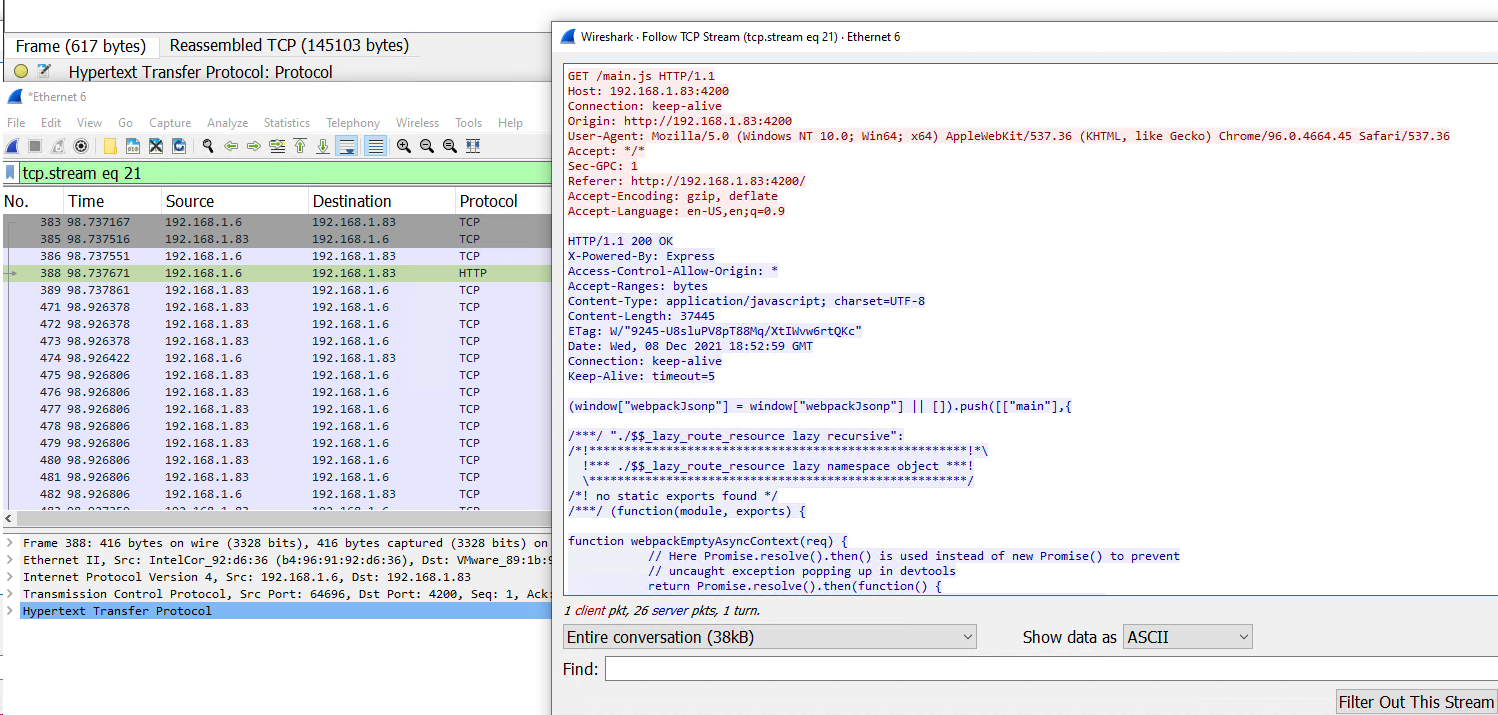 Frame (617 bytes) Reassembled TCP (145103 bytes)
Hypertext Transfer Protocol: Protocol
*Ethernet 6
File Edit View Go Capture Analyze Statistics Telephony Wireless Tools Help
tcp.stream eq 21
No. Time Source Destination Protocol
383 98.737167 192.168.1.6 192.168.1.83 TCP
385 98.737516 192.168.1.83 192.168.1.6 TCP
386 98.737551 192.168.1.6 192.168.1.83 TCP
388 98.737671 192.168.1.6 192.168.1.83 HTTP
389 98.737861 192.168.1.83 192.168.1.6 TCP
471 98.926378 192.168.1.83 192.168.1.6 TCP
472 98.926378 192.168.1.83 192.168.1.6 TCP
473 98.926378 192.168.1.83 192.168.1.6 TCP
474 98.926422 192.168.1.6 192.168.1.83 TCP
475 98.926806 192.168.1.83 192.168.1.6 TCP
476 98.926806 192.168.1.83 192.168.1.6 TCP
477 98.926806 192.168.1.83 192.168.1.6 TCP
478 98.926806 192.168.1.83 192.168.1.6 TCP
479 98.926806 192.168.1.83 192.168.1.6 TCP
480 98.926806 192.168.1.83 192.168.1.6 TCP
481 98.926806 192.168.1.83 192.168.1.6 TCP
482 98.926806 192.168.1.6 192.168.1.83 TCP
Frame 388: 416 bytes on wire (3328 bits), 416 bytes captured (3328 bits) on
Ethernet II, Src: IntelCor_92:d6:36 (b4:96:91:92:d6:36), Dst: VMware_89:1b:9
Internet Protocol Version 4, Src: 192.168.1.6, Dst: 192.168.1.83
Transmission Control Protocol, Src Port: 64696, Dst Port: 4200, Seq: 1, Ack:
Hypertext Transfer Protocol
Wireshark · Follow TCP Stream (tcp.stream eq 21) · Ethernet 6
GET /main.js HTTP/1.1
Host: 192.168.1.83:4200
Connection: keep-alive
Origin: http://192.168.1.83:4200
User-Agent: Mozilla/5.0 (Windows NT 10.0; Win64; x64) AppleWebKit/537.36 (KHTML, like Gecko) Chrome/96.0.4664.45 Safari/537.36
Accept: */*
Sec-GPC: 1
Referer: http://192.168.1.83:4200/
Accept-Encoding: gzip, deflate
Accept-Language: en-US,en;q=0.9
HTTP/1.1 200 OK
X-Powered-By: Express
Access-Control-Allow-Origin: *
Accept-Ranges: bytes
Content-Type: application/javascript; charset=UTF-8
Content-Length: 37445
ETag: W/"9245-U8sluPV8pT88Mq/XtIWvw6rtQKc"
Date: Wed, 08 Dec 2021 18:52:59 GMT
Connection: keep-alive
Keep-Alive: timeout=5
(window["webpackJsonp"] = window["webpackJsonp"] || []).push([["main"],{
/***/ "./$$_lazy_route_resource lazy recursive":
/*!******************************************************!*\
!*** ./$$_lazy_route_resource lazy namespace object ***!
\******************************************************/
/*! no static exports found */
/***/ (function(module, exports) {
function webpackEmptyAsyncContext(req) {
// Here Promise.resolve().then() is used instead of new Promise() to prevent
// uncaught exception popping up in devtools
return Promise.resolve().then(function() {
1 client pkt, 26 server pkts, 1 turn.
Entire conversation (38kB) Show data as ASCII
Find:
Filter Out This Stream